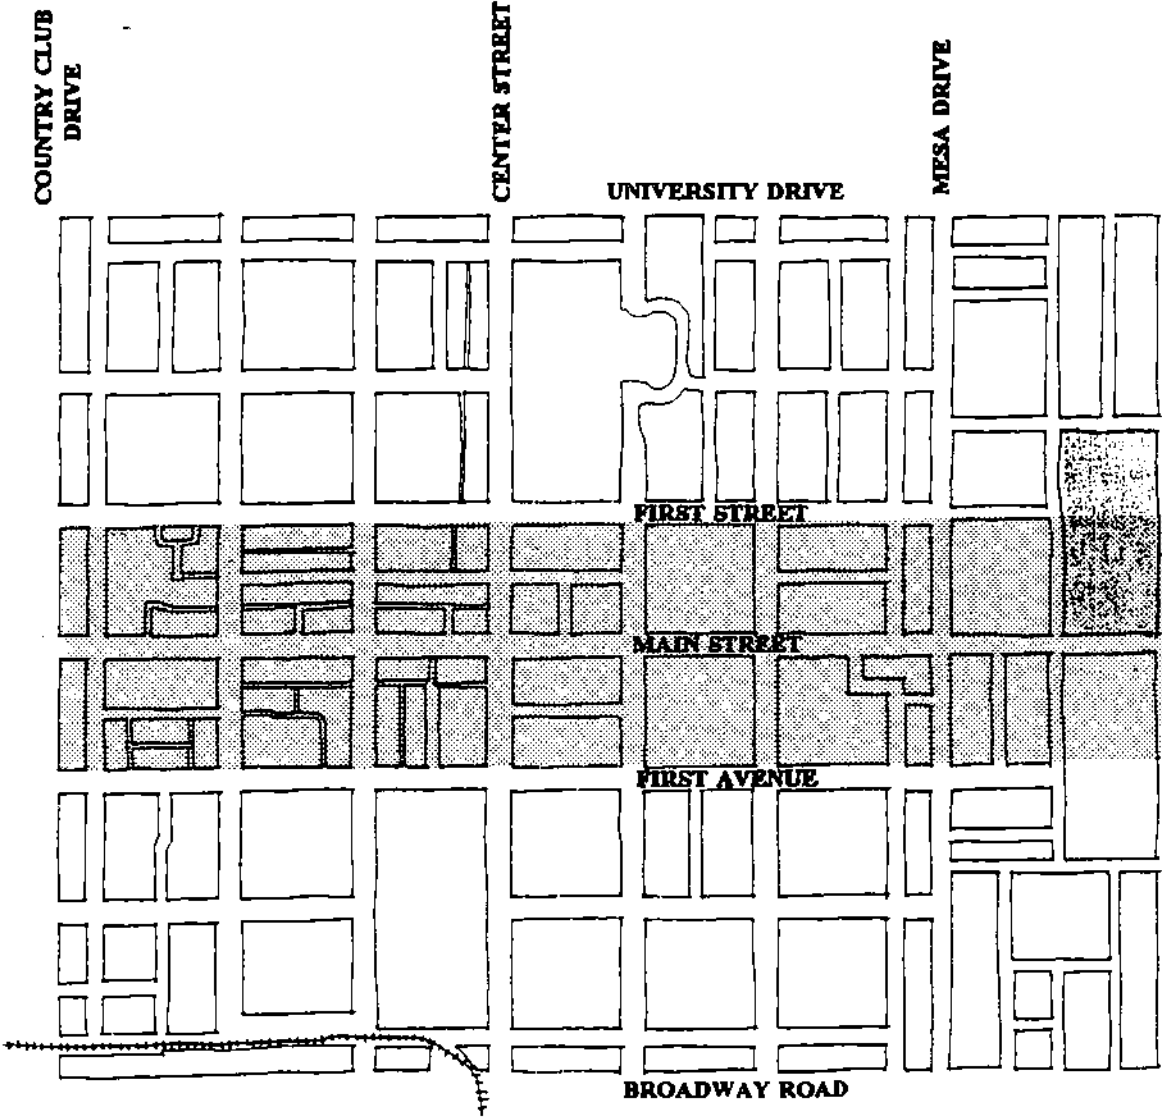 COUNTRY CLUB
DRIVE
CENTER STREET
MESA DRIVE
UNIVERSITY DRIVE
FIRST STREET
MAIN STREET
FIRST AVENUE
BROADWAY ROAD